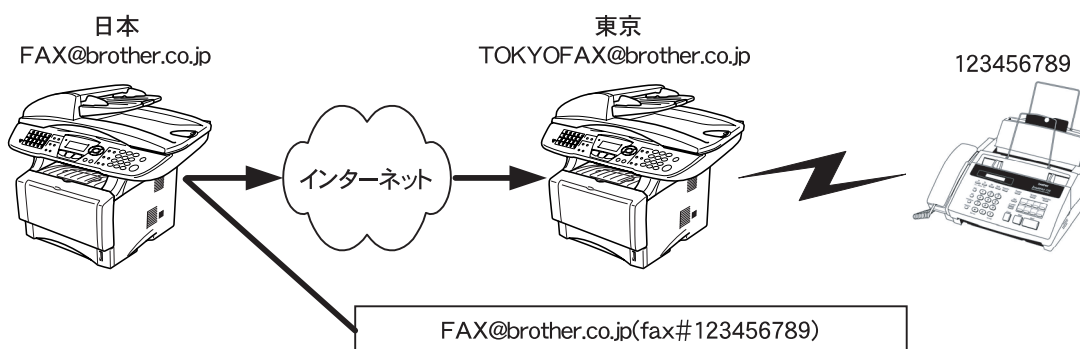 日本
FAX@brother.co.jp
東京
TOKYOFAX@brother.co.jp
123456789
インターネット
FAX@brother.co.jp(fax#123456789)